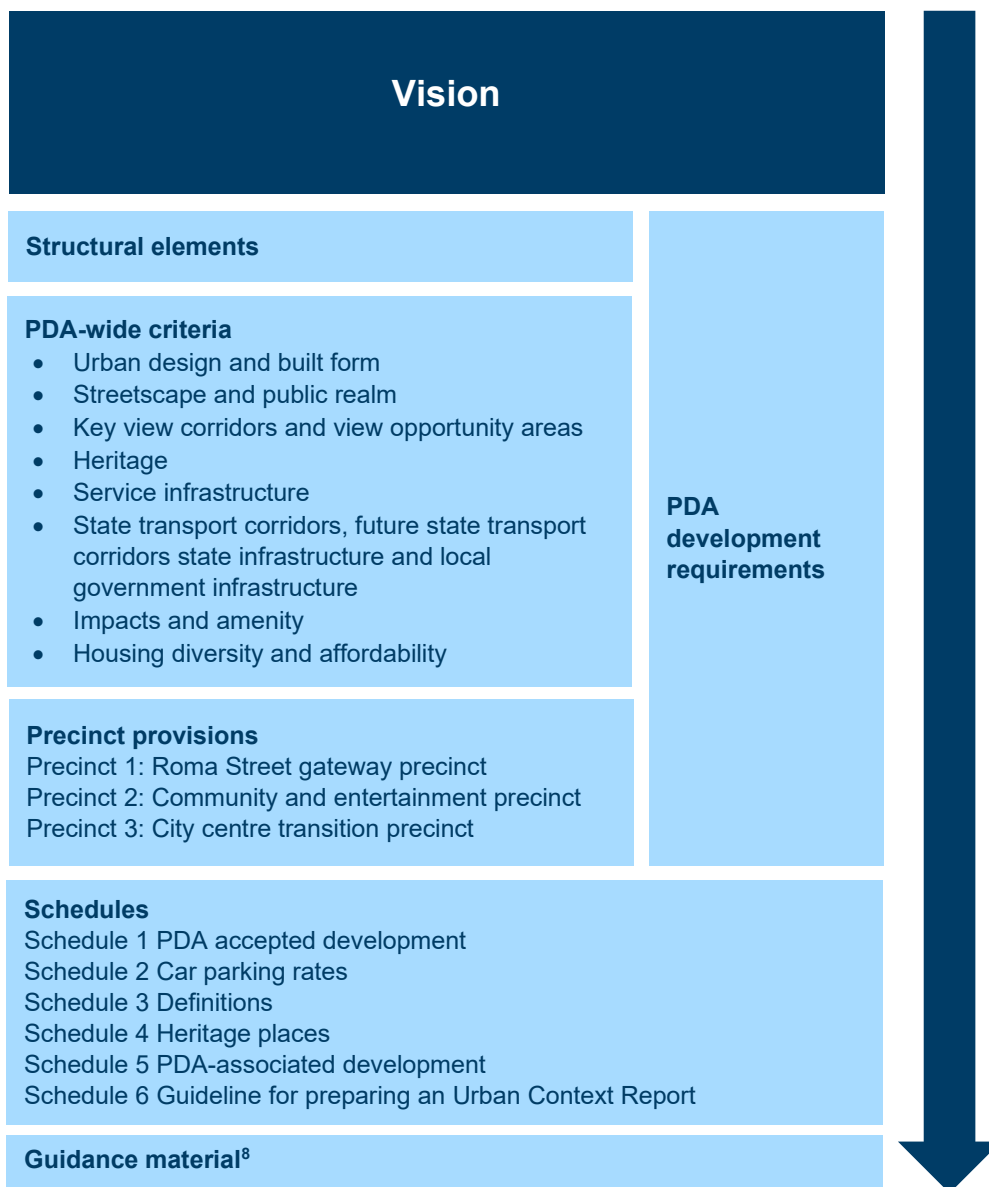 Vision
Structural elements
PDA-wide criteria
• Urban design and built form
• Streetscape and public realm
• Key view corridors and view opportunity areas
• Heritage
• Service infrastructure
• State transport corridors, future state transport
corridors state infrastructure and local
government infrastructure
• Impacts and amenity
• Housing diversity and affordability
Precinct provisions
Precinct 1: Roma Street gateway precinct
Precinct 2: Community and entertainment precinct
Precinct 3: City centre transition precinct
PDA
development
requirements
Schedules
Schedule 1 PDA accepted development
Schedule 2 Car parking rates
Schedule 3 Definitions
Schedule 4 Heritage places
Schedule 5 PDA-associated development
Schedule 6 Guideline for preparing an Urban Context Report
Guidance material⁸